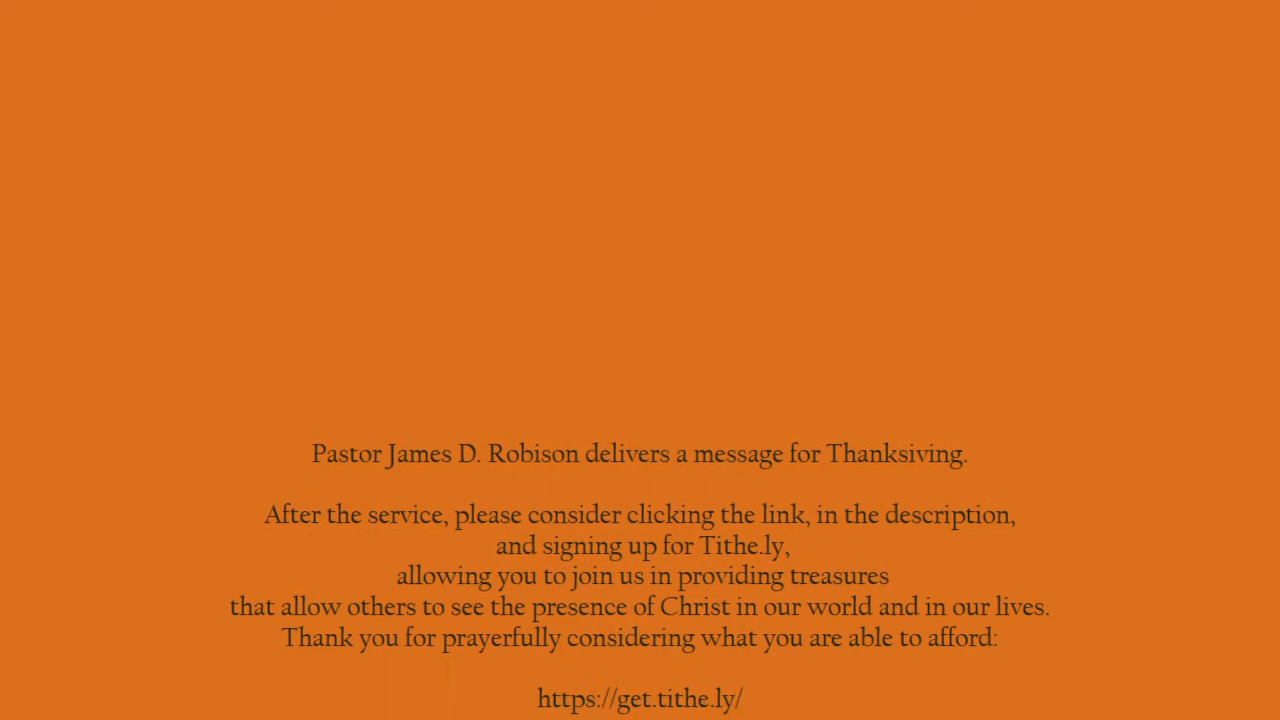 Pastor James D. Robison delivers a message for Thanksiving.
After the service, please consider clicking the link, in the description,
and signing up for Tithe.ly,
allowing you to join us in providing treasures
that allow others to see the presence of Christ in our world and in our lives.
Thank you for prayerfully considering what you are able to afford:
https://get.tithe.ly/